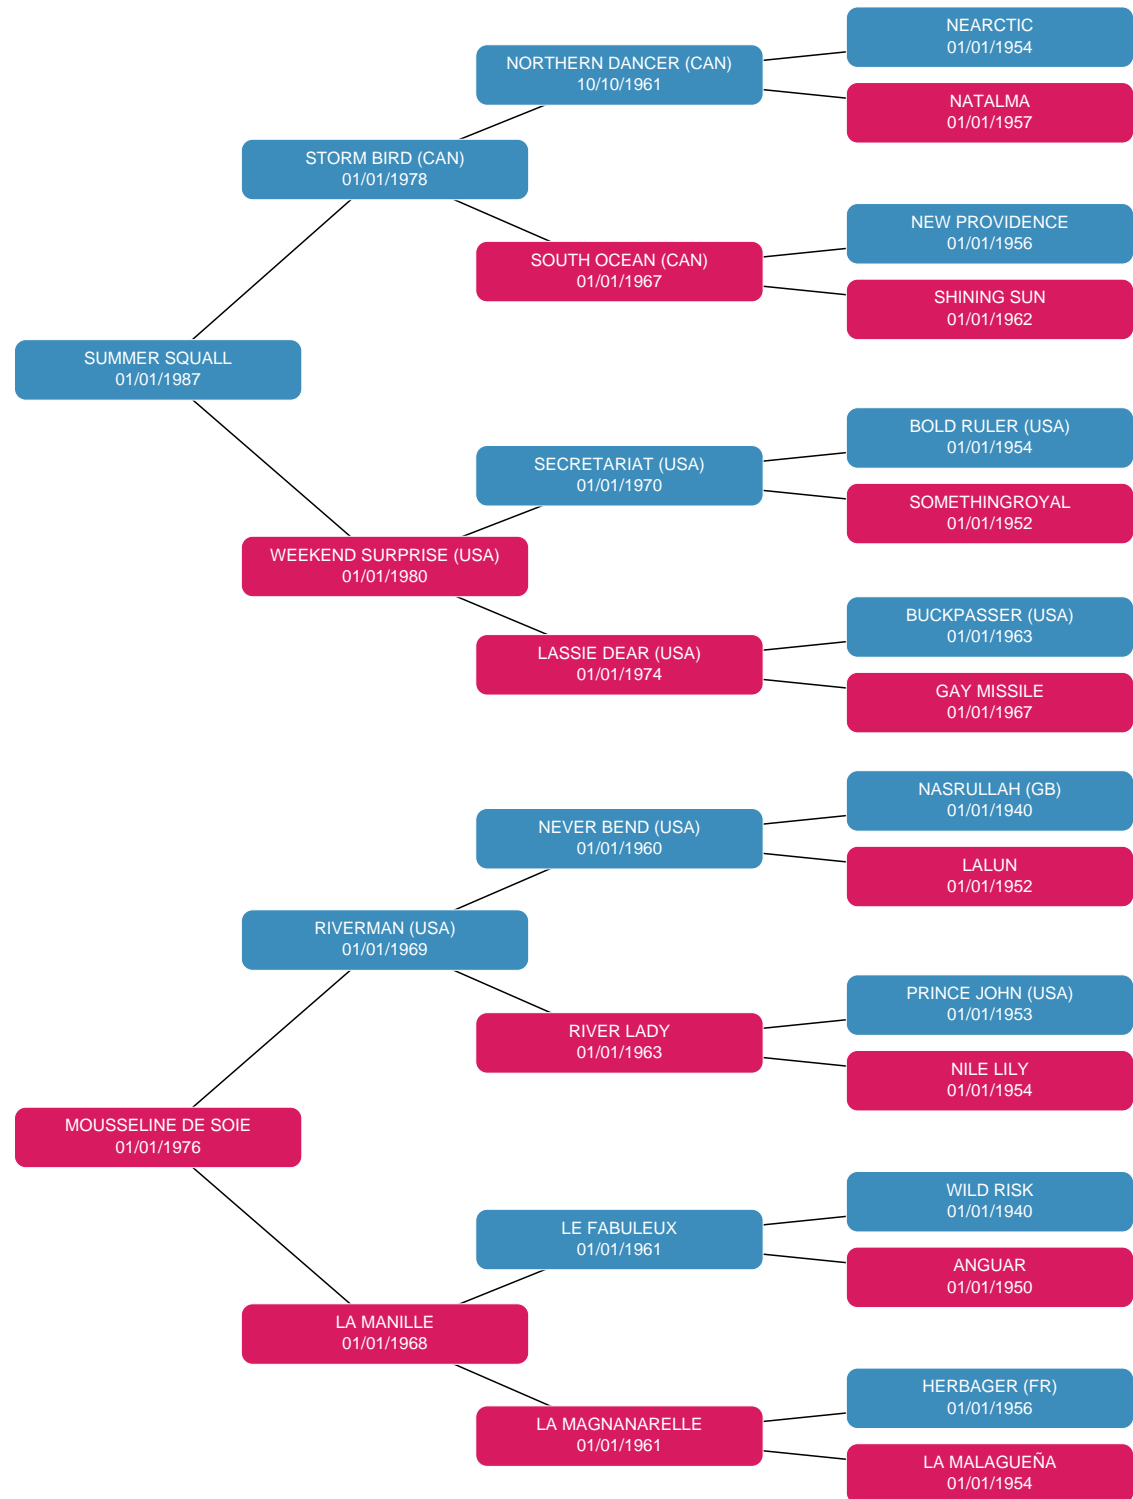 NEARCTIC
01/01/1954
NORTHERN DANCER (CAN)
10/10/1961
NATALMA
01/01/1957
STORM BIRD (CAN)
01/01/1978
NEW PROVIDENCE
01/01/1956
SOUTH OCEAN (CAN)
01/01/1967
SHINING SUN
01/01/1962
SUMMER SQUALL
01/01/1987
BOLD RULER (USA)
01/01/1954
SECRETARIAT (USA)
01/01/1970
SOMETHINGROYAL
01/01/1952
WEEKEND SURPRISE (USA)
01/01/1980
BUCKPASSER (USA)
01/01/1963
LASSIE DEAR (USA)
01/01/1974
GAY MISSILE
01/01/1967
NASRULLAH (GB)
01/01/1940
NEVER BEND (USA)
01/01/1960
LALUN
01/01/1952
RIVERMAN (USA)
01/01/1969
PRINCE JOHN (USA)
01/01/1953
RIVER LADY
01/01/1963
NILE LILY
01/01/1954
MOUSSELINE DE SOIE
01/01/1976
WILD RISK
01/01/1940
LE FABULEUX
01/01/1961
ANGUAR
01/01/1950
LA MANILLE
01/01/1968
HERBAGER (FR)
01/01/1956
LA MAGNANARELLE
01/01/1961
LA MALAGUEÑA
01/01/1954